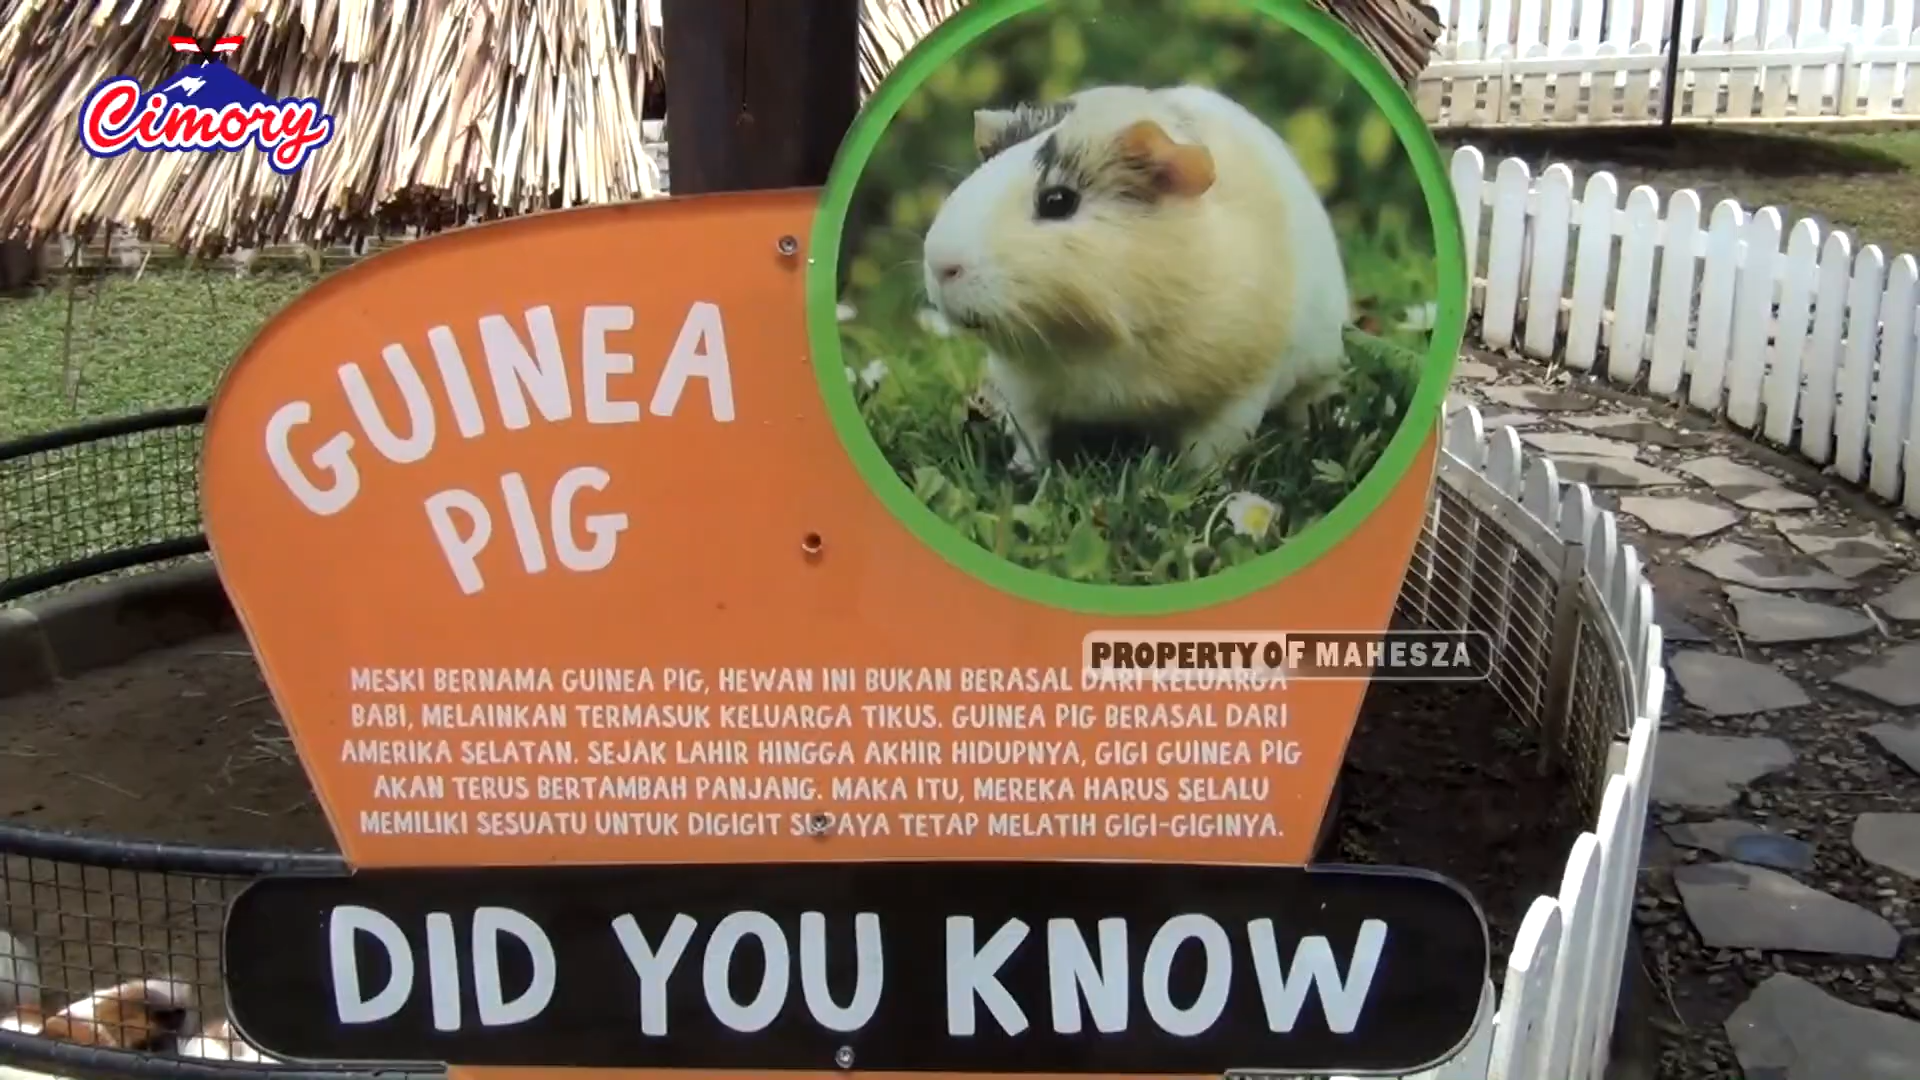 Cimory
GUINEA
PIG
PROPERTY OF MAHESZA
MESKI BERNAMA GUINEA PIG, HEWAN INI BUKAN BERASAL DARI KELUARGA
BABI, MELAINKAN TERMASUK KELUARGA TIKUS. GUINEA PIG BERASAL DARI
AMERIKA SELATAN. SEJAK LAHIR HINGGA AKHIR HIDUPNYA, GIGI GUINEA PIG
AKAN TERUS BERTAMBAH PANJANG. MAKA ITU, MEREKA HARUS SELALU
MEMILIKI SESUATU UNTUK DIGIGIT SUPAYA TETAP MELATIH GIGI-GIGINYA.
DID YOU KNOW